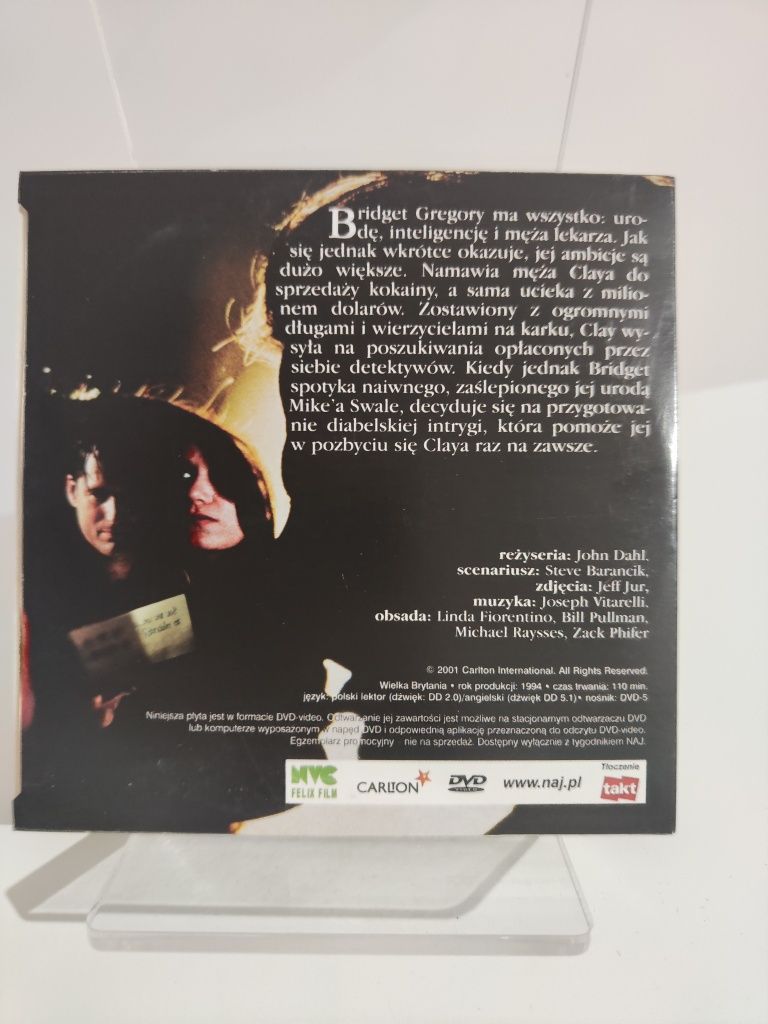 Bridget Gregory ma wszystko: uro-
dę, inteligencję i męża lekarza. Jak
się jednak wkrótce okazuje, jej ambicje są
dużo większe. Namawia męża Claya do
sprzedaży kokainy, a sama ucieka z milio-
nem dolarów. Zostawiony z ogromnymi
długami i wierzycielami na karku, Clay wy-
syła na poszukiwania opłaconych przez
siebie detektywów. Kiedy jednak Bridget
spotyka naiwnego, zaślepionego jej urodą
Mike'a Swale, decyduje się na przygotowa-
nie diabelskiej intrygi, która pomoże jej
w pozbyciu się Claya raz na zawsze.
reżyseria: John Dahl,
scenariusz: Steve Barancik,
zdjęcia: Jeff Jur,
muzyka: Joseph Vitarelli,
obsada: Linda Fiorentino, Bill Pullman,
Michael Raysses, Zack Phifer
© 2001 Carlton International. All Rights Reserved.
Wielka Brytania • rok produkcji: 1994 • czas trwania: 110 min.
język: polski lektor (dźwięk: DD 2.0)/angielski (dźwięk DD 5.1) • nośnik: DVD-5
Niniejsza płyta jest w formacie DVD-video. Odtwarzanie jej zawartości jest możliwe na stacjonarnym odtwarzaczu DVD
lub komputerze wyposażonym w napęd DVD i odpowiednią aplikację przeznaczoną do odczytu DVD-video.
Egzemplarz promocyjny - nie na sprzedaż. Dostępny wyłącznie z tygodnikiem NAJ.
NVC
FELIX FILM
CARLTON
DVD
VIDEO
www.naj.pl
Tłoczenie
takt